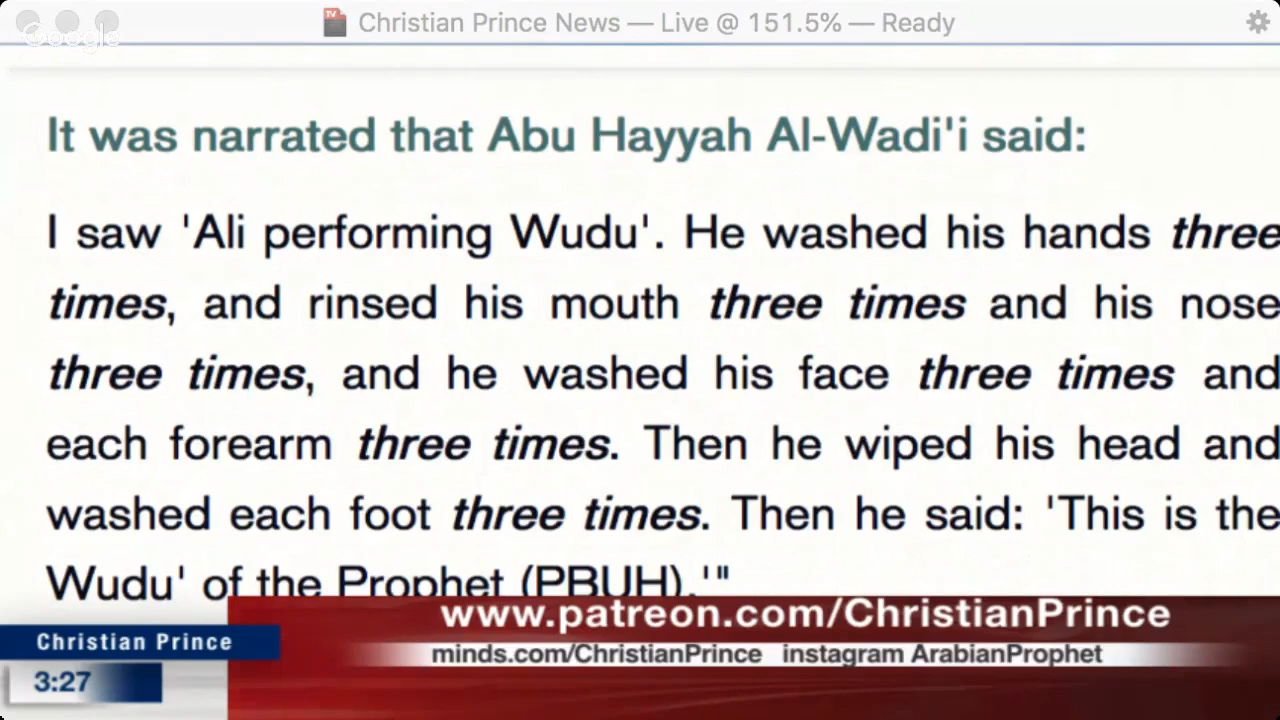 Christian Prince News — Live @ 151.5% — Ready
Google
It was narrated that Abu Hayyah Al-Wadi'i said:
I saw 'Ali performing Wudu'. He washed his hands three
times, and rinsed his mouth three times and his nose
three times, and he washed his face three times and
each forearm three times. Then he wiped his head and
washed each foot three times. Then he said: 'This is the
Wudu' of the Prophet (PBUH).'"
www.patreon.com/ChristianPrince
Christian Prince
minds.com/ChristianPrince instagram ArabianProphet
3:27